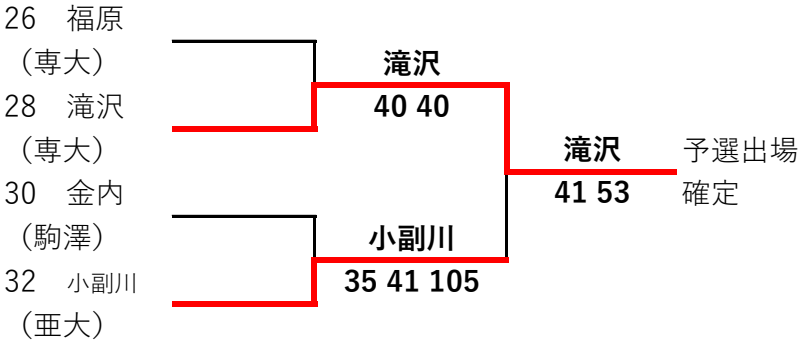 26 福原
（専大）
滝沢
28 滝沢
40 40
（専大）
滝沢
予選出場
30 金内
41 53
確定
（駒澤）
小副川
32 小副川
35 41 105
（亜大）